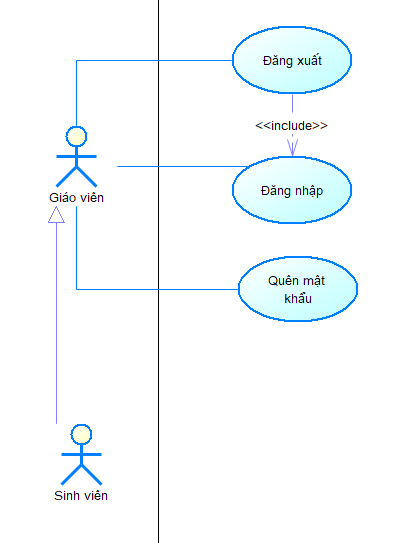 Đăng xuất
<<include>>
Giáo viên
Đăng nhập
Quên mật
khẩu
Sinh viên